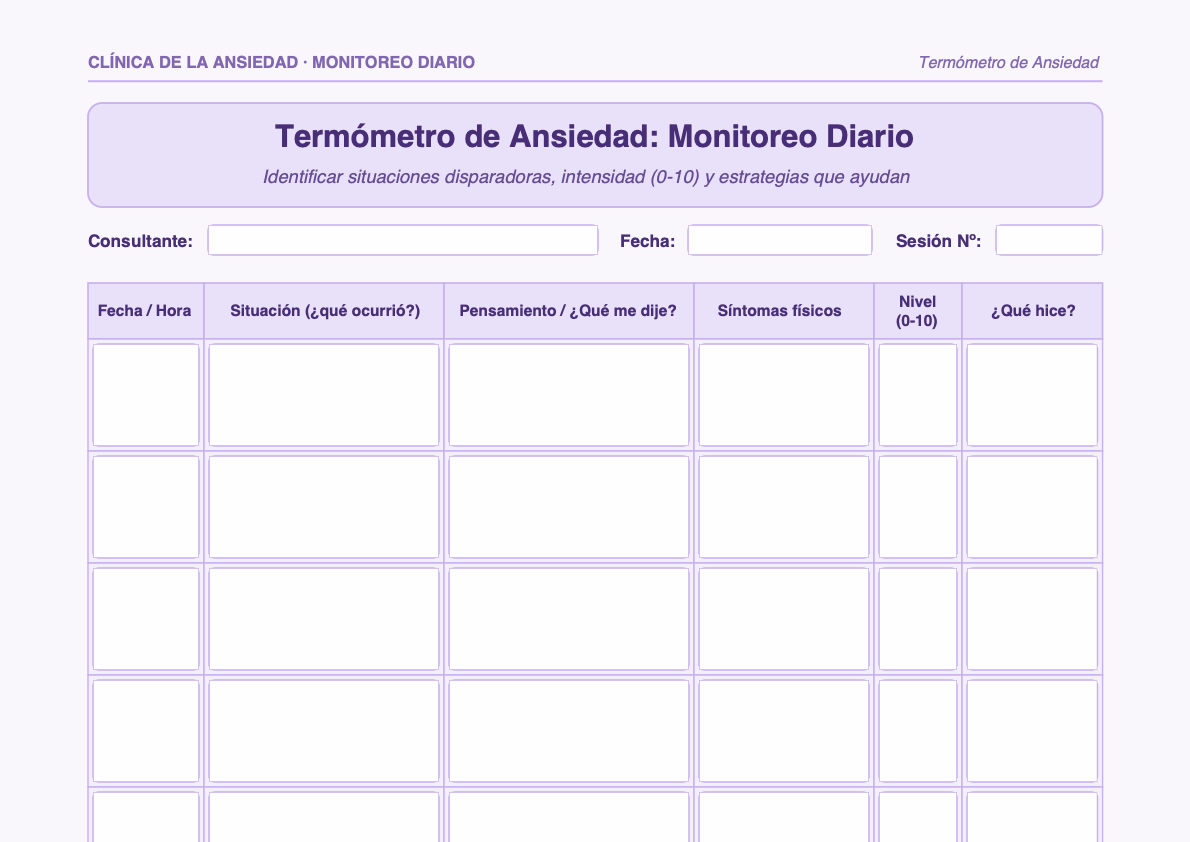 CLÍNICA DE LA ANSIEDAD · MONITOREO DIARIO
Termómetro de Ansiedad
Termómetro de Ansiedad: Monitoreo Diario
Identificar situaciones disparadoras, intensidad (0-10) y estrategias que ayudan
Consultante:
Fecha:
Sesión Nº:
Fecha / Hora
Situación (¿qué ocurrió?)
Pensamiento / ¿Qué me dije?
Síntomas físicos
Nivel
(0-10)
¿Qué hice?